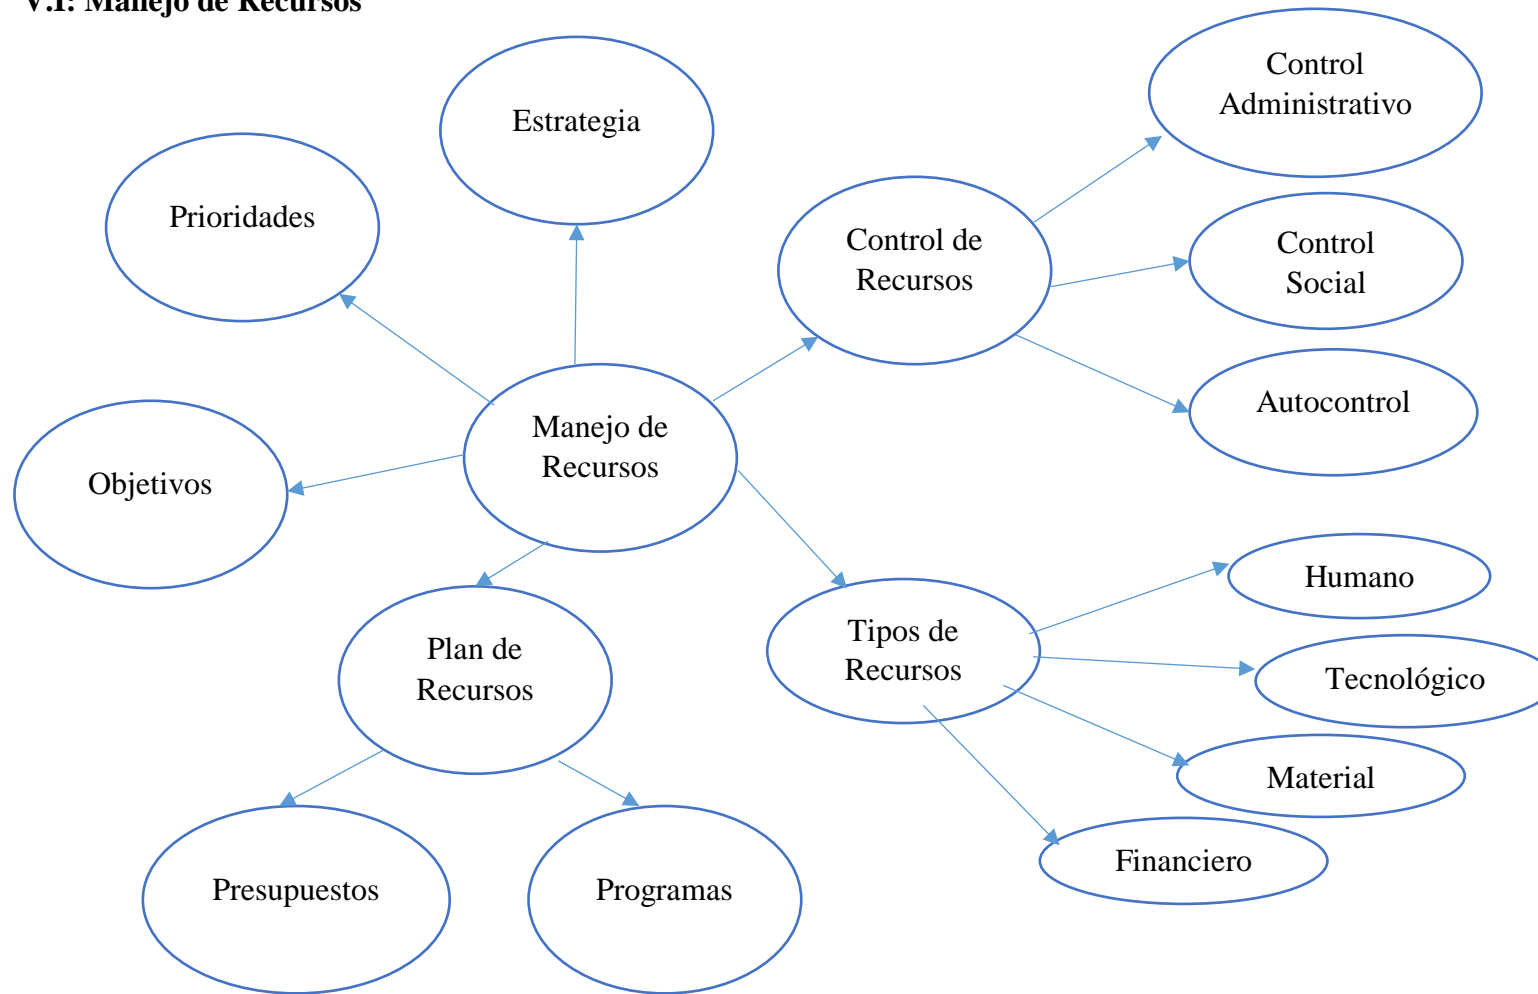 V.I: Manejo de Recursos
Estrategia
Prioridades
Objetivos
Manejo de
Recursos
Plan de
Recursos
Presupuestos
Programas
Control de
Recursos
Control
Administrativo
Control
Social
Autocontrol
Tipos de
Recursos
Humano
Tecnológico
Material
Financiero